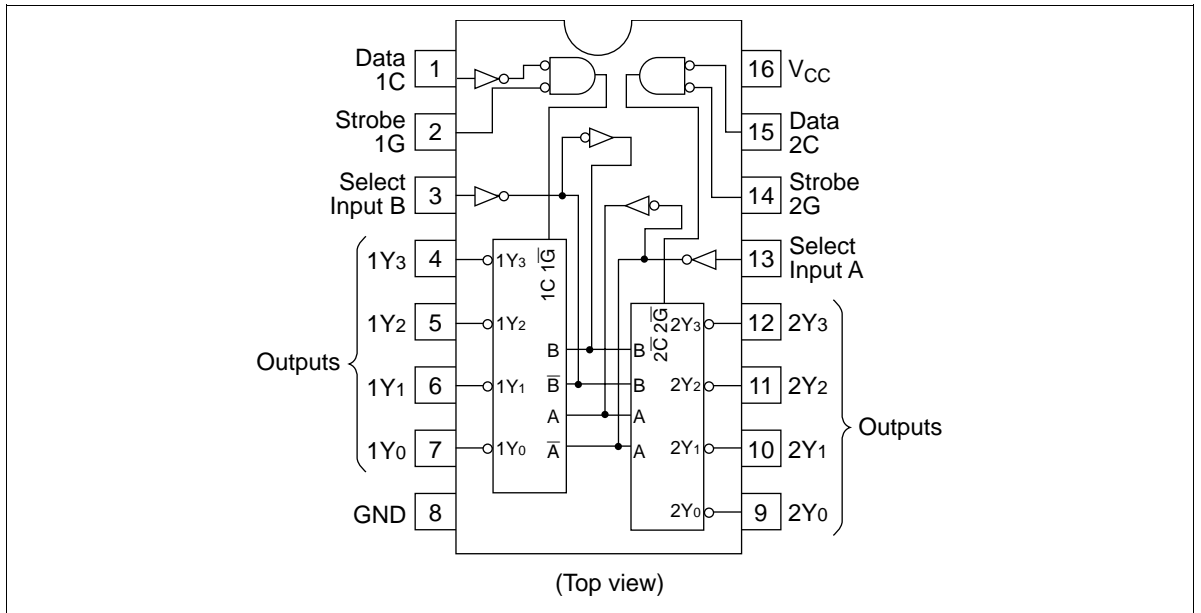 Data 1C
1
Strobe 1G
2
Select Input B
3
1Y3
4
1Y2
5
1Y1
6
1Y0
7
GND
8
Outputs
16
VCC
15
Data 2C
14
Strobe 2G
13
Select Input A
12
2Y3
11
2Y2
10
2Y1
9
2Y0
Outputs
1Y3
1Y2
1Y1
1Y0
1C 1G̅
B
B̅
A
A̅
2C̅ 2G̅
B
B
A
A
2Y3
2Y2
2Y1
2Y0
(Top view)